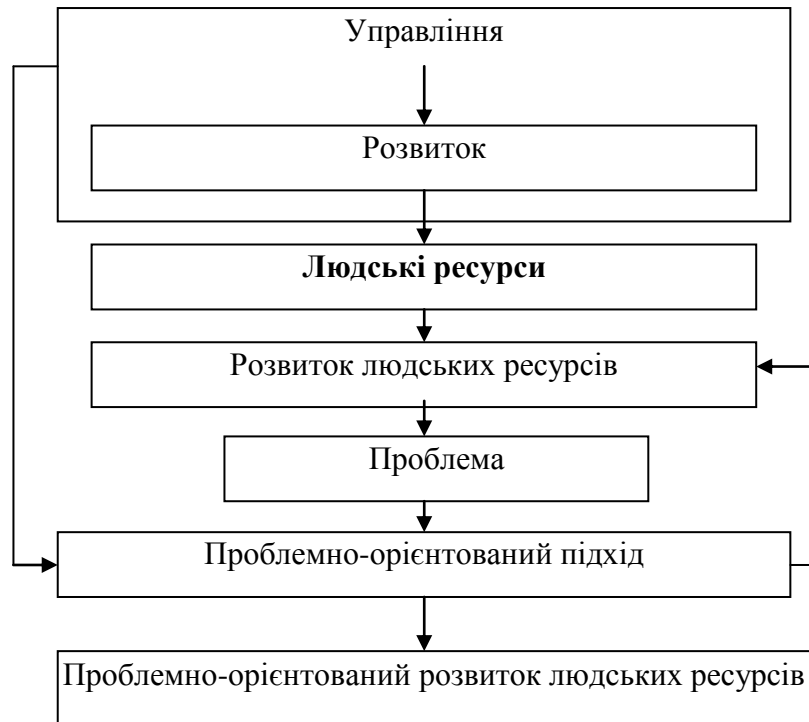 Управління
Розвиток
Людські ресурси
Розвиток людських ресурсів
Проблема
Проблемно-орієнтований підхід
Проблемно-орієнтований розвиток людських ресурсів